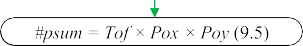 #psum = Tof × Pox × Poy (9.5)